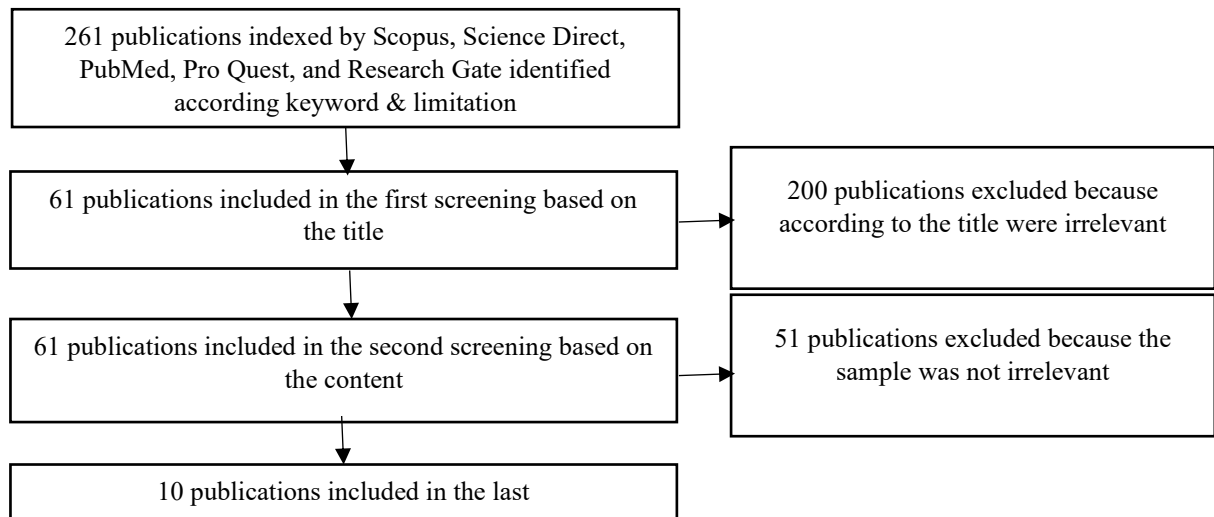 261 publications indexed by Scopus, Science Direct,
PubMed, Pro Quest, and Research Gate identified
according keyword & limitation
61 publications included in the first screening based on
the title
200 publications excluded because
according to the title were irrelevant
61 publications included in the second screening based on
the content
51 publications excluded because the
sample was not irrelevant
10 publications included in the last